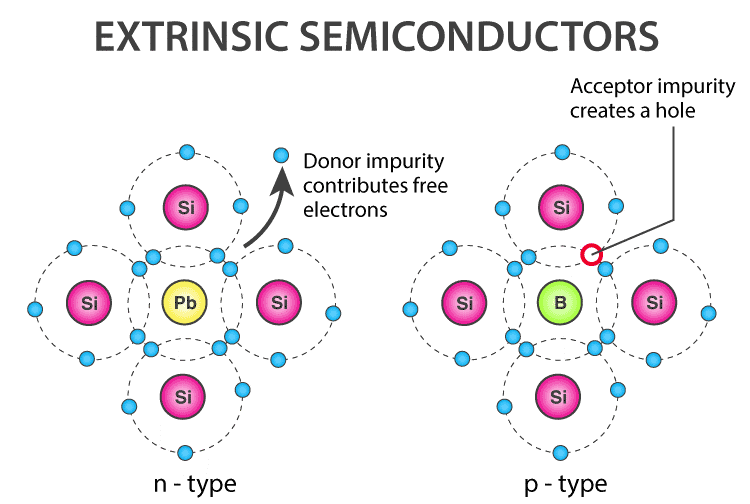 EXTRINSIC SEMICONDUCTORS
Acceptor impurity
creates a hole
Donor impurity
contributes free
electrons
Si
Si
Si
Pb
Si
Si
B
Si
Si
Si
n - type
p - type